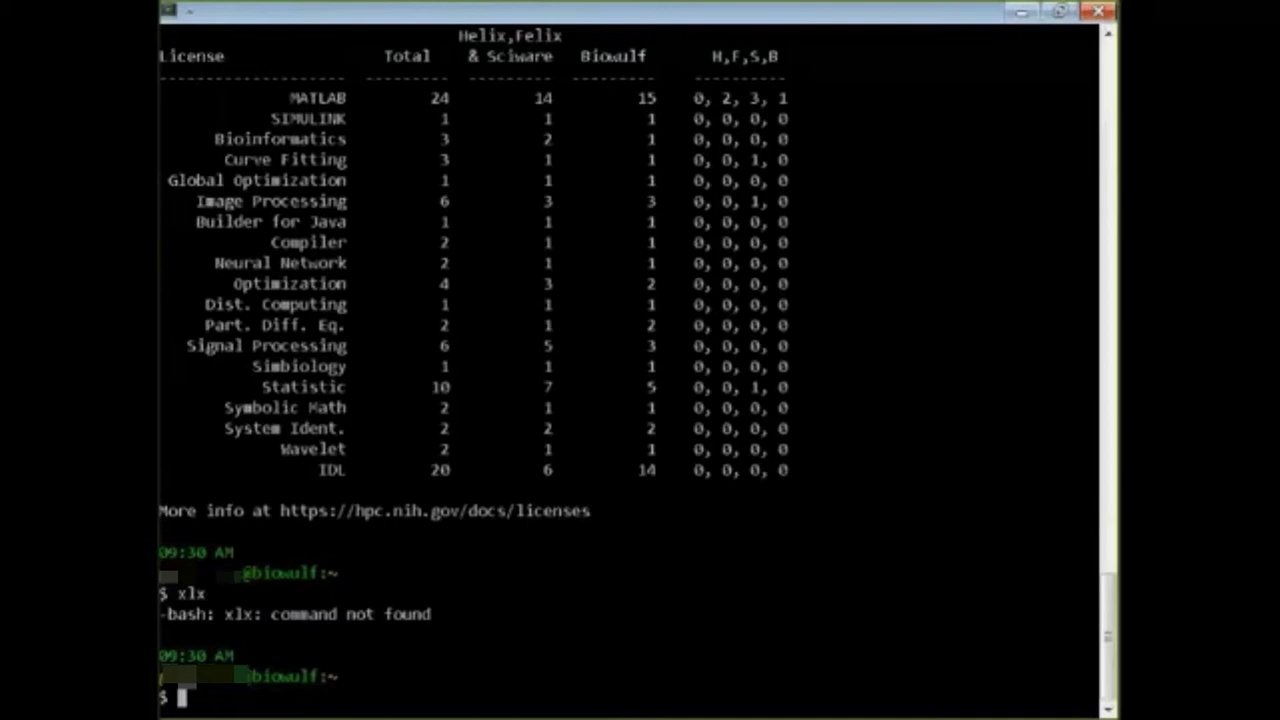 Helix,Felix
License Total & Sciware Biowulf H,F,S,B
-------------------- --------- --------- --------- ----------
MATLAB 24 14 15 0, 2, 3, 1
SIMULINK 1 1 1 0, 0, 0, 0
Bioinformatics 3 2 1 0, 0, 0, 0
Curve Fitting 3 1 1 0, 0, 1, 0
Global Optimization 1 1 1 0, 0, 0, 0
Image Processing 6 3 3 0, 0, 1, 0
Builder for Java 1 1 1 0, 0, 0, 0
Compiler 2 1 1 0, 0, 0, 0
Neural Network 2 1 1 0, 0, 0, 0
Optimization 4 3 2 0, 0, 0, 0
Dist. Computing 1 1 1 0, 0, 0, 0
Part. Diff. Eq. 2 1 2 0, 0, 0, 0
Signal Processing 6 5 3 0, 0, 0, 0
Simbiology 1 1 1 0, 0, 0, 0
Statistic 10 7 5 0, 0, 1, 0
Symbolic Math 2 1 1 0, 0, 0, 0
System Ident. 2 2 2 0, 0, 0, 0
Wavelet 2 1 1 0, 0, 0, 0
IDL 20 6 14 0, 0, 0, 0
More info at https://hpc.nih.gov/docs/licenses
09:30 AM
@biowulf:~
$ xlx
-bash: xlx: command not found
09:30 AM
@biowulf:~
$